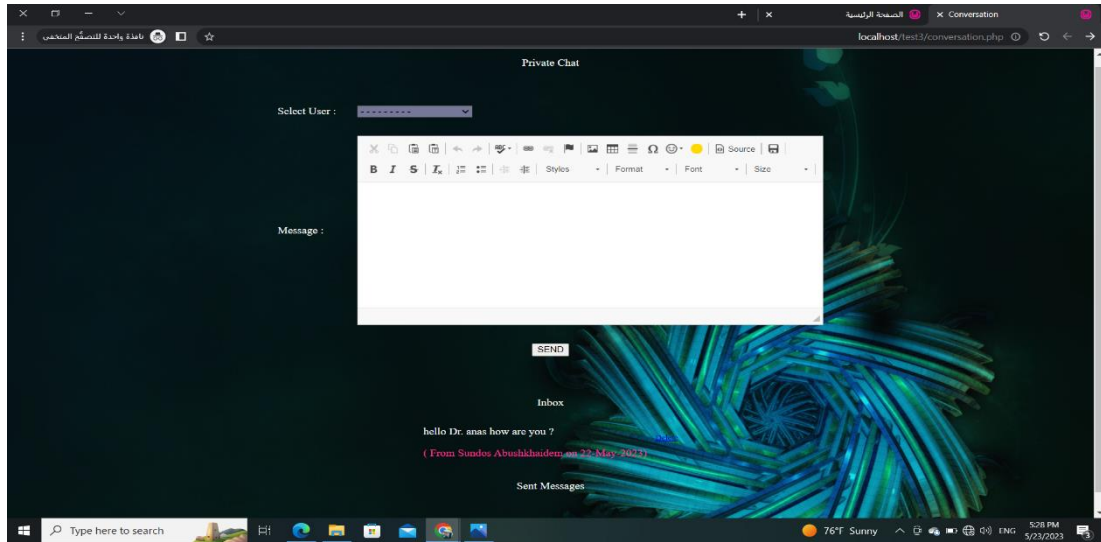 Conversation
الصفحة الرئيسية
localhost/test3/conversation.php
نافذة واحدة للتصفّح المتخفي
Private Chat
Select User :
---------
Source
Styles Format Font Size
Message :
SEND
Inbox
hello Dr. anas how are you ?
( From Sundos Abushkhaidem on 22-May-2023)
Sent Messages
Type here to search
76°F Sunny
ENG
5:28 PM
5/23/2023